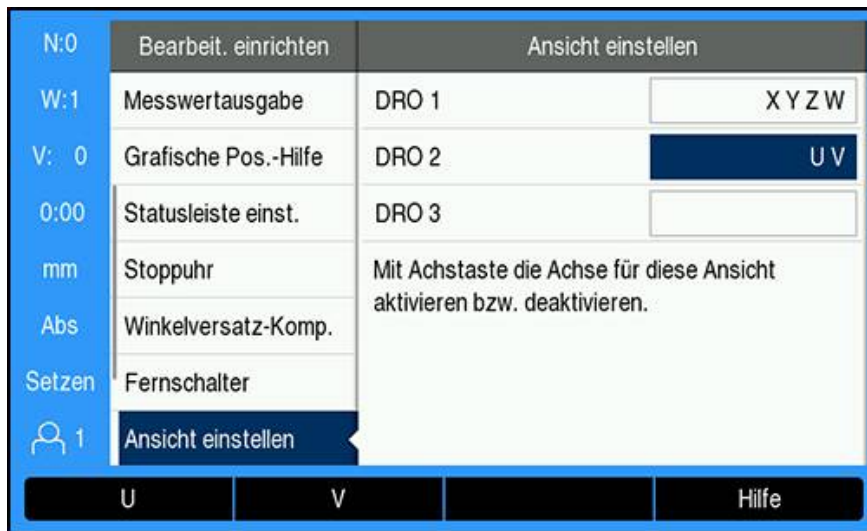 N:0
W:1
V: 0
0:00
mm
Abs
Setzen
1
Bearbeit. einrichten
Messwertausgabe
Grafische Pos.-Hilfe
Statusleiste einst.
Stoppuhr
Winkelversatz-Komp.
Fernschalter
Ansicht einstellen
Ansicht einstellen
DRO 1 X Y Z W
DRO 2 U V
DRO 3
Mit Achstaste die Achse für diese Ansicht
aktivieren bzw. deaktivieren.
U V Hilfe